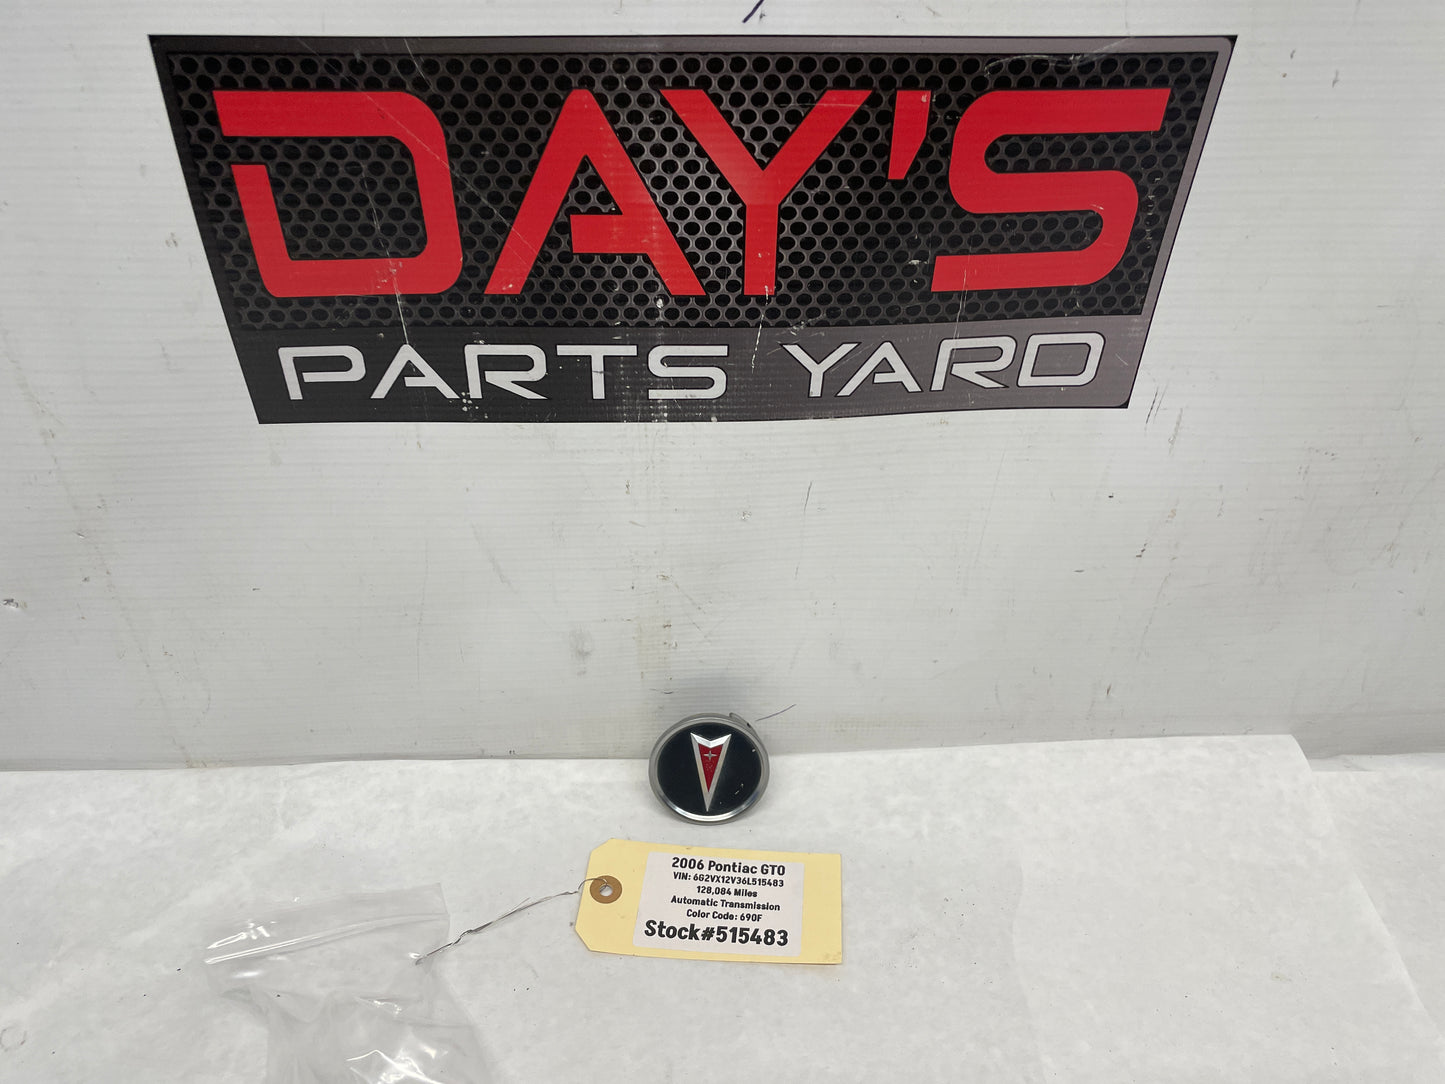 DAY'S
PARTS YARD
2006 Pontiac GTO
VIN: 6G2VX12V36L515483
128,084 Miles
Automatic Transmission
Color Code: 690F
Stock#515483